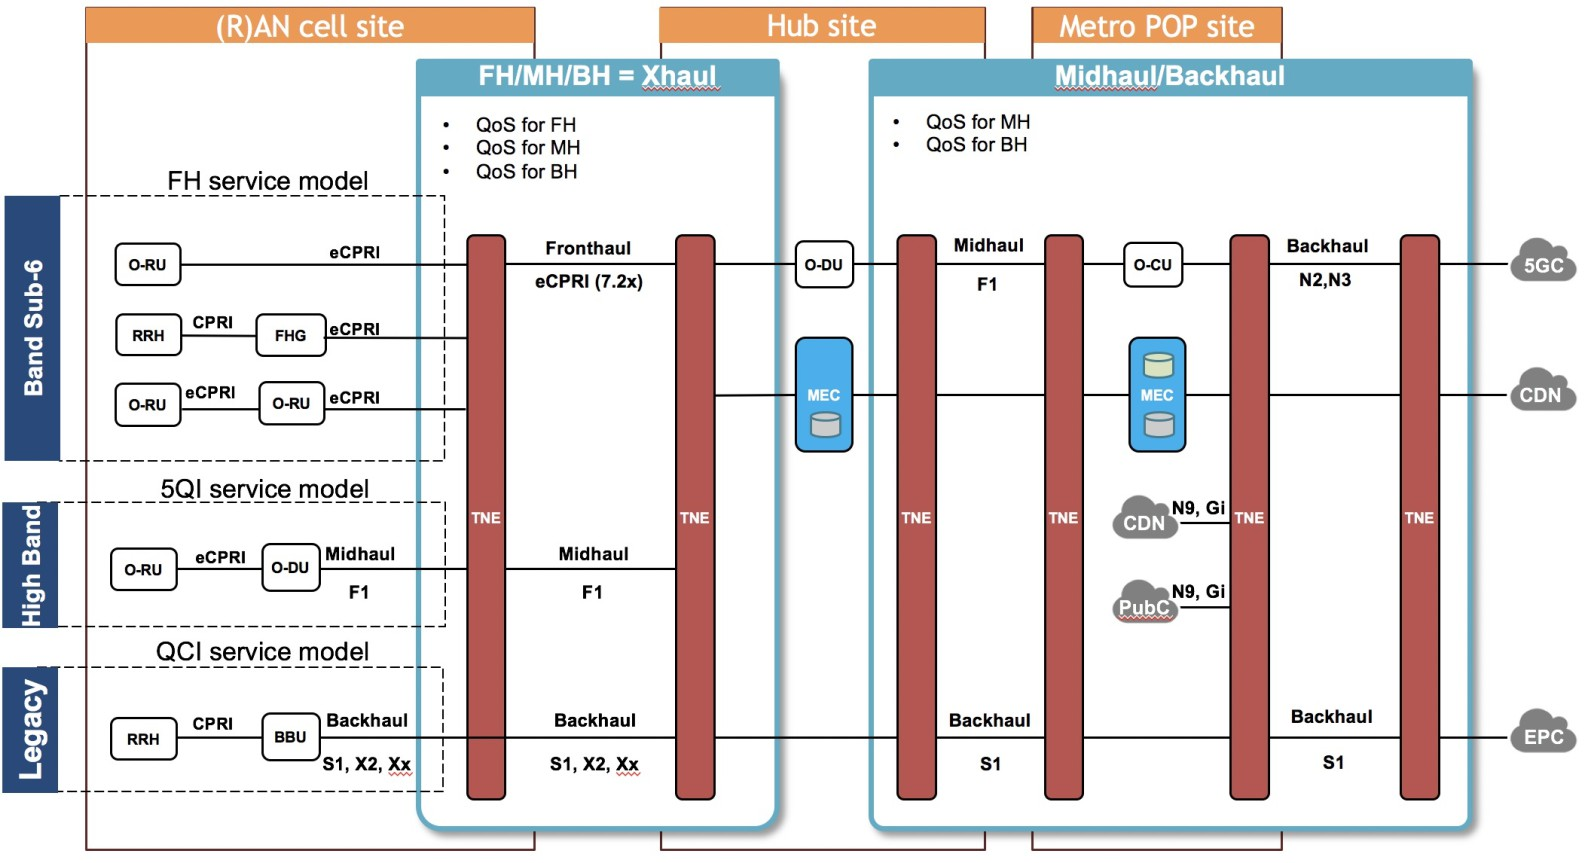 (R)AN cell site
Hub site
Metro POP site
FH/MH/BH = Xhaul
Midhaul/Backhaul
• QoS for FH
• QoS for MH
• QoS for BH
• QoS for MH
• QoS for BH
FH service model
Band Sub-6
O-RU
eCPRI
Fronthaul
eCPRI (7.2x)
O-DU
Midhaul
F1
O-CU
Backhaul
N2,N3
5GC
RRH
CPRI
FHG
eCPRI
O-RU
eCPRI
O-RU
eCPRI
MEC
MEC
CDN
5QI service model
High Band
TNE
TNE
TNE
TNE
TNE
TNE
CDN
N9, Gi
O-RU
eCPRI
O-DU
Midhaul
F1
Midhaul
F1
PubC
N9, Gi
QCI service model
Legacy
RRH
CPRI
BBU
Backhaul
S1, X2, Xx
Backhaul
S1, X2, Xx
Backhaul
S1
Backhaul
S1
EPC